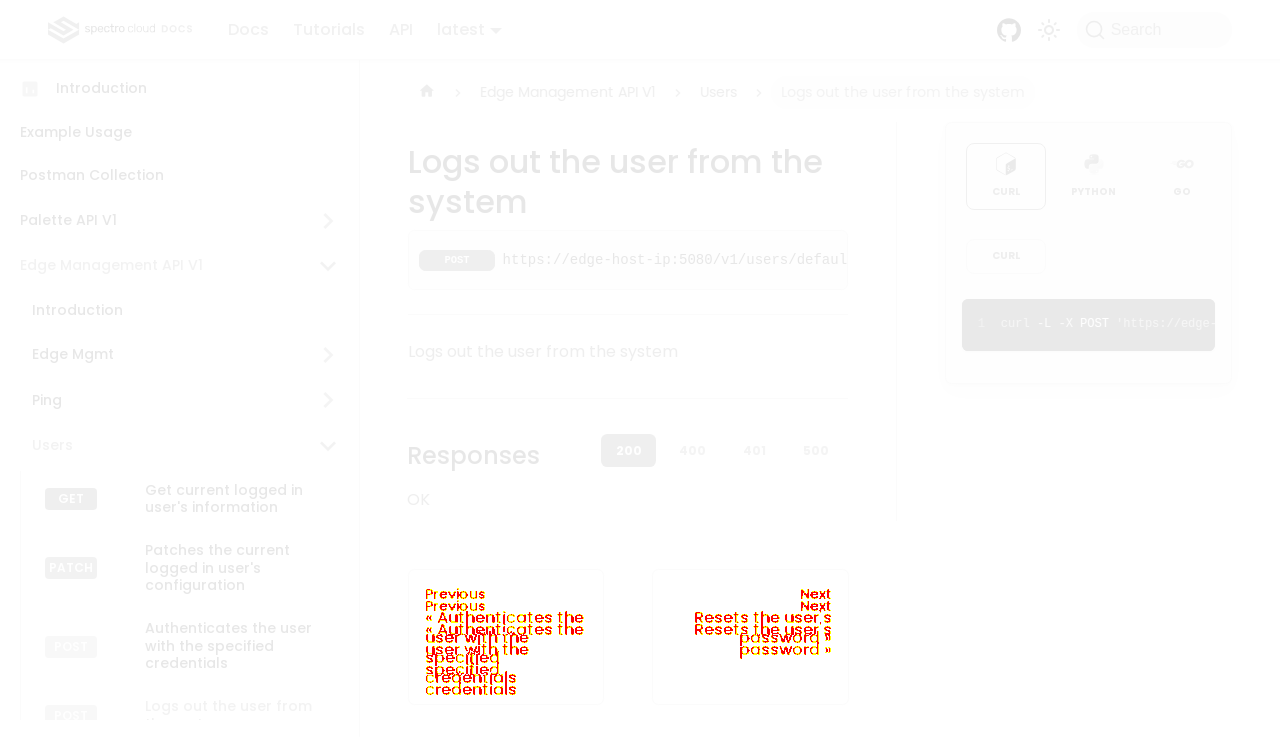 spectro cloud DOCS
Docs
Tutorials
API
latest
Search
Introduction
Example Usage
Postman Collection
Palette API V1
Edge Management API V1
Introduction
Edge Mgmt
Ping
Users
GET
Get current logged in
user's information
PATCH
Patches the current
logged in user's
configuration
POST
Authenticates the user
with the specified
credentials
POST
Logs out the user from
Edge Management API V1
Users
Logs out the user from the system
Logs out the user from the
system
POST
https://edge-host-ip:5080/v1/users/defaul
Logs out the user from the system
Responses
200
400
401
500
OK
Previous
Previous
« Authenticates the
« Authenticates the
user with the
user with the
specified
specified
credentials
credentials
Next
Next
Resets the user's
Resets the user's
password »
password »
CURL
PYTHON
GO
CURL
1 curl -L -X POST 'https://edge-